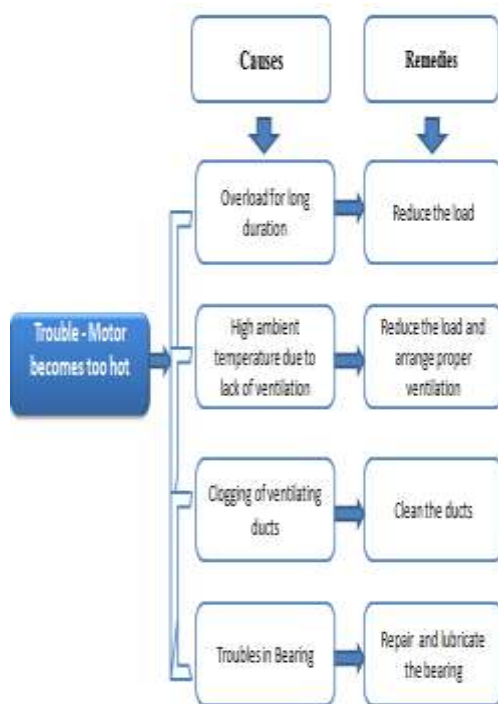 Causes
Remedies
Overload for long
duration
Reduce the load
Trouble - Motor
becomes too hot
High ambient
temperature due to
lack of ventilation
Reduce the load and
arrange proper
ventilation
Clogging of ventilating
ducts
Clean the ducts
Troubles in Bearing
Repair and lubricate
the bearing